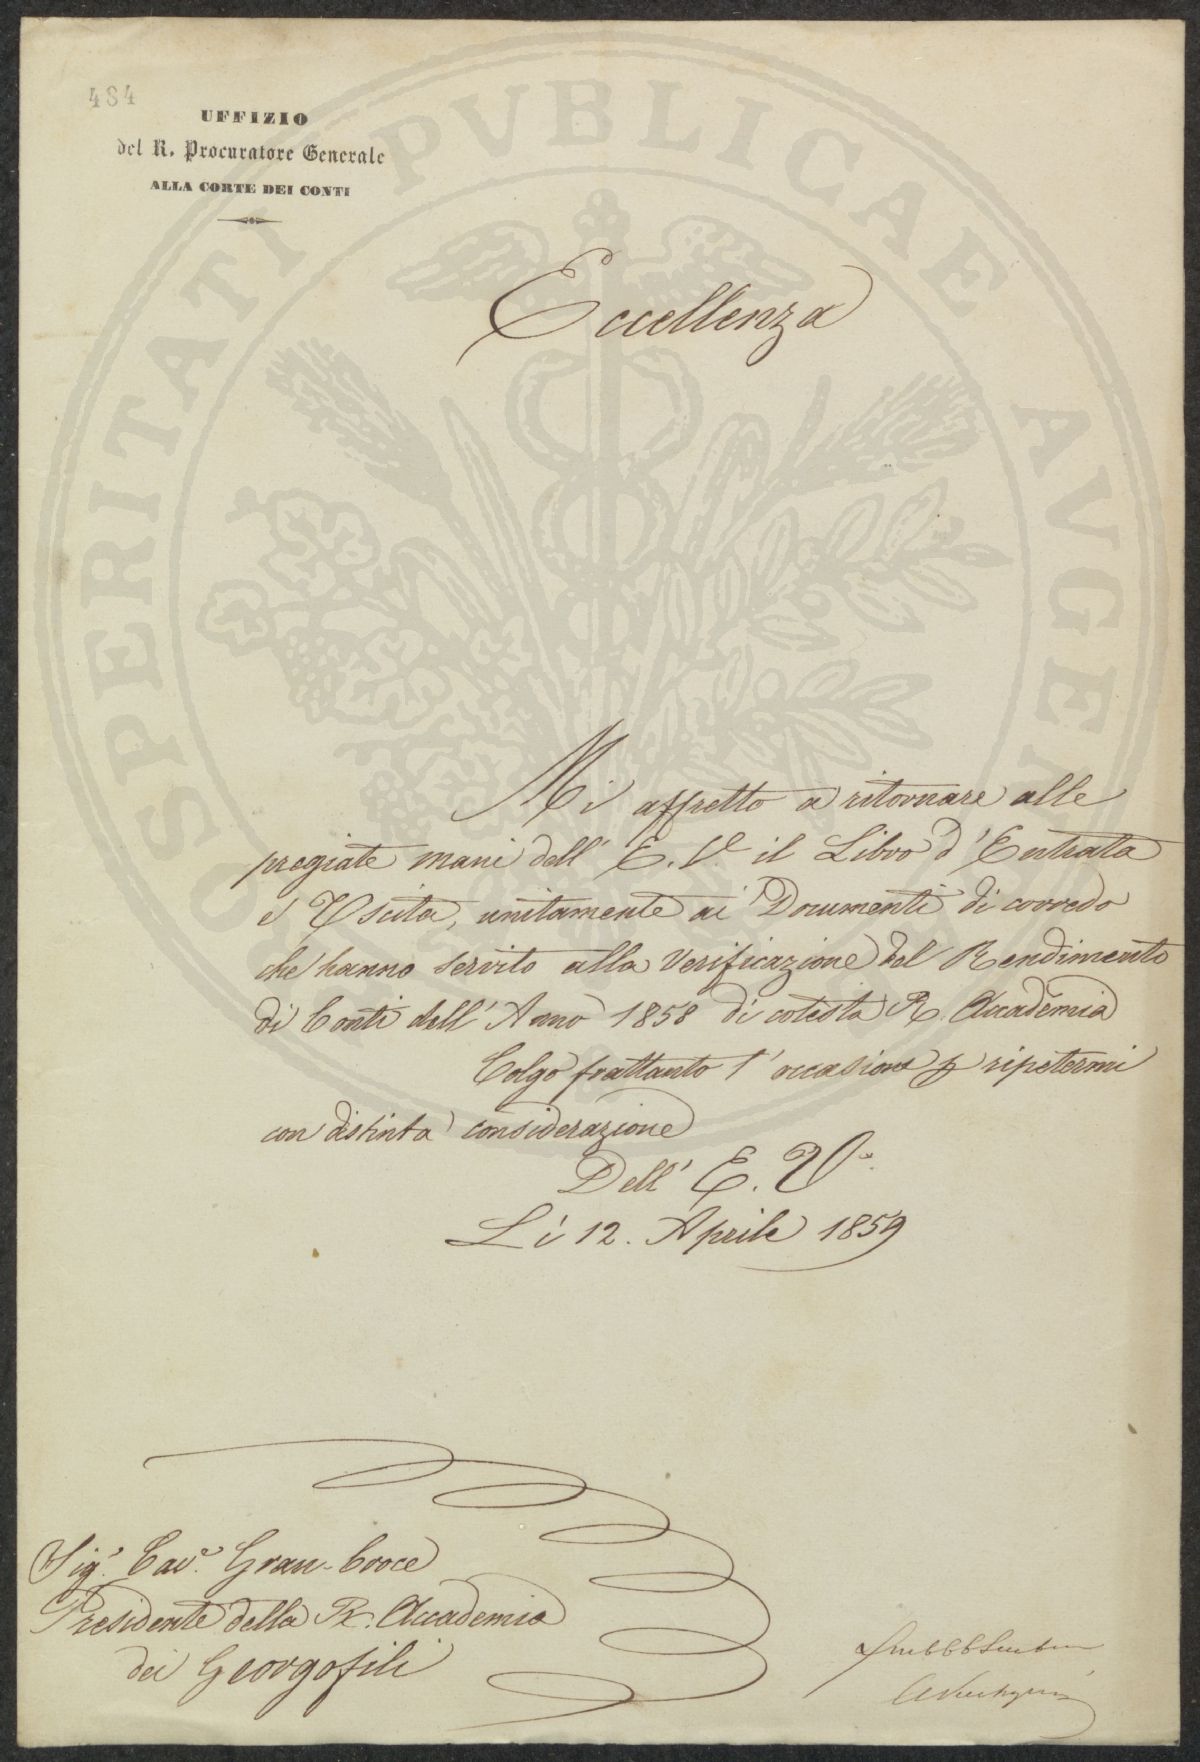 484
UFFIZIO
del R. Procuratore Generale
ALLA CORTE DEI CONTI
PROSPERITATI PVBLICAE AVGENDAE
Eccellenza
Mi affretto a ritornare alle
pregiate mani dell' E. V. il Libro d'Entrata
e Uscita, unitamente ai Documenti di corredo
che hanno servito alla Verificazione del Rendimento
di Conti dell'Anno 1858 di cotesta R. Accademia
Colgo frattanto l'occasione p ripetermi
con distinta considerazione
Dell' E. V.
Li 12. Aprile 1859
Sig.r Cav.e Gran-Croce
Presidente della R. Accademia
dei Georgofili